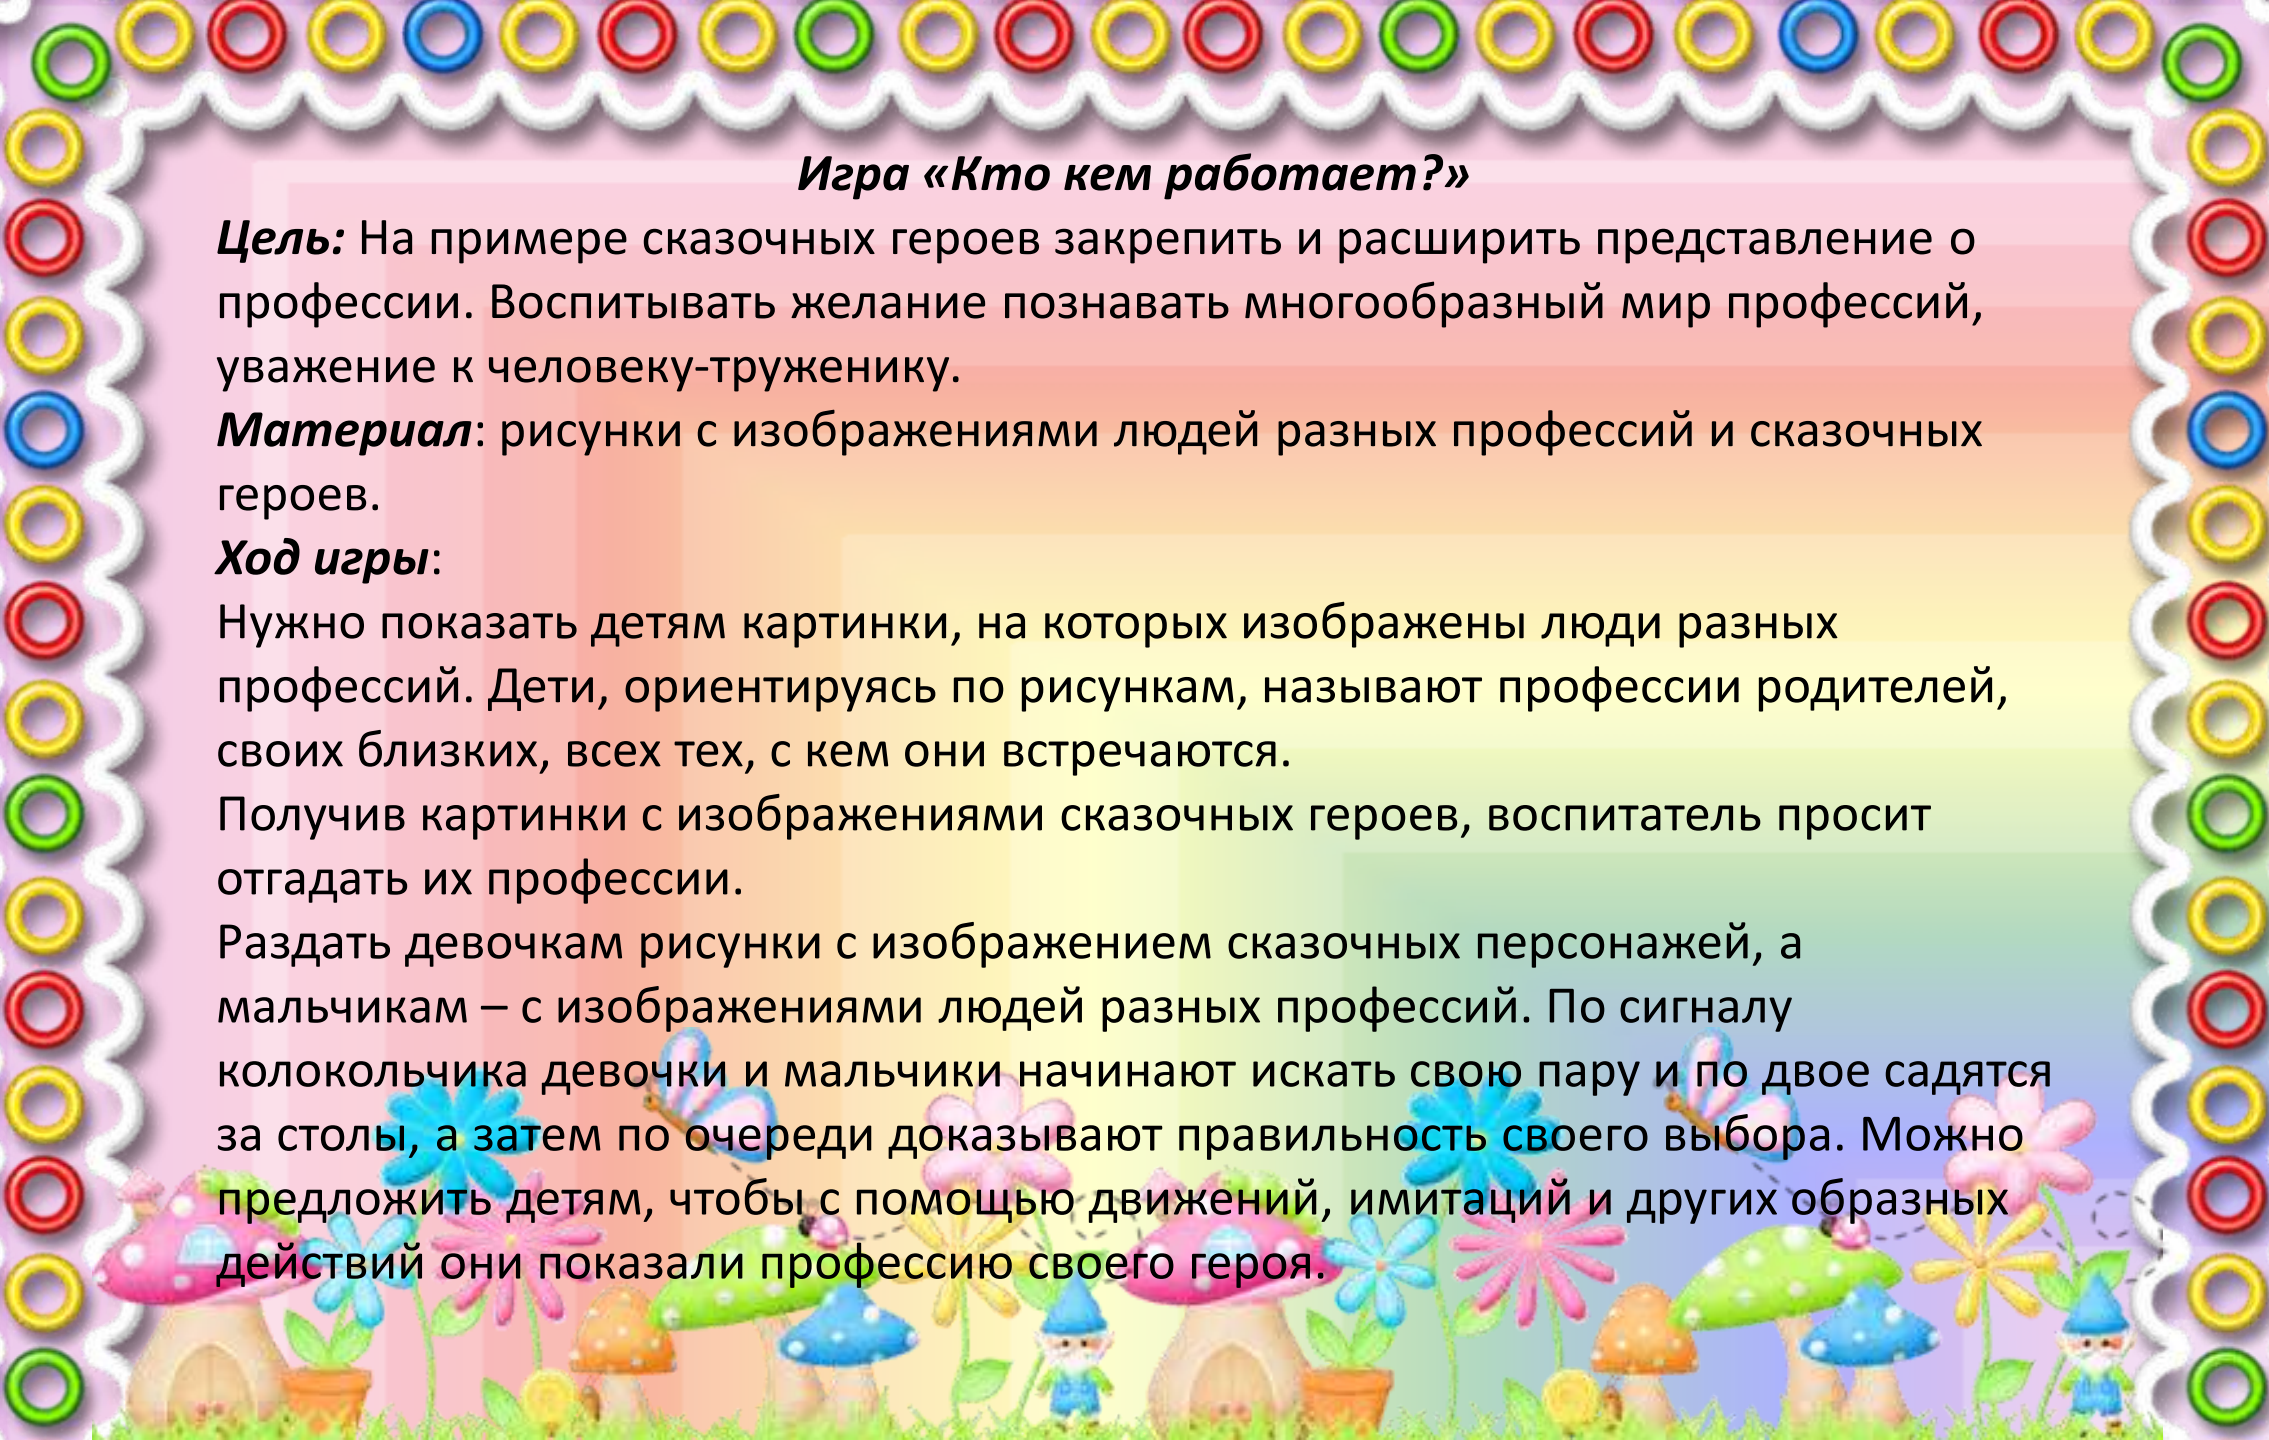 Игра «Кто кем работает?»
Цель: На примере сказочных героев закрепить и расширить представление о
профессии. Воспитывать желание познавать многообразный мир профессий,
уважение к человеку-труженику.
Материал: рисунки с изображениями людей разных профессий и сказочных
героев.
Ход игры:
Нужно показать детям картинки, на которых изображены люди разных
профессий. Дети, ориентируясь по рисункам, называют профессии родителей,
своих близких, всех тех, с кем они встречаются.
Получив картинки с изображениями сказочных героев, воспитатель просит
отгадать их профессии.
Раздать девочкам рисунки с изображением сказочных персонажей, а
мальчикам – с изображениями людей разных профессий. По сигналу
колокольчика девочки и мальчики начинают искать свою пару и по двое садятся
за столы, а затем по очереди доказывают правильность своего выбора. Можно
предложить детям, чтобы с помощью движений, имитаций и других образных
действий они показали профессию своего героя.